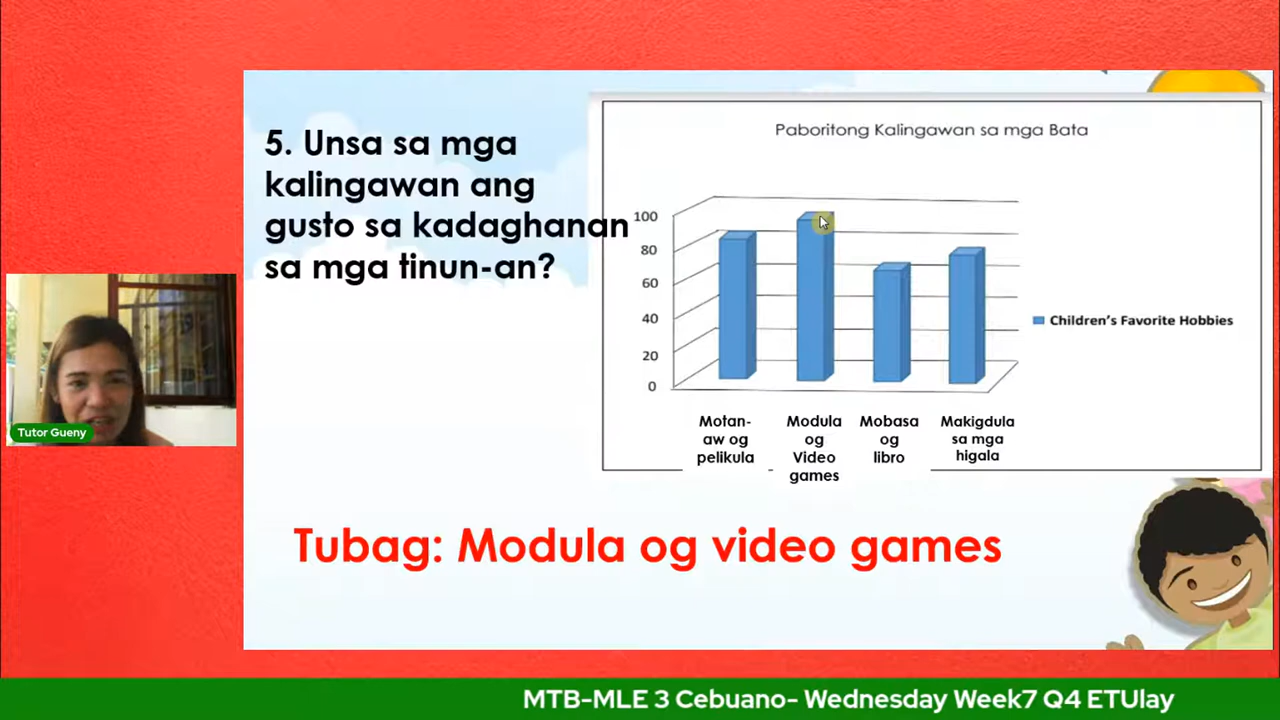 5. Unsa sa mga
kalingawan ang
gusto sa kadaghanan
sa mga tinun-an?
Paboritong Kalingawan sa mga Bata
100
80
60
40
20
0
Motan-
aw og
pelikula
Modula
og
Video
games
Mobasa
og
libro
Makigdula
sa mga
higala
Children's Favorite Hobbies
Tutor Gueny
Tubag: Modula og video games
MTB-MLE 3 Cebuano- Wednesday Week7 Q4 ETUlay